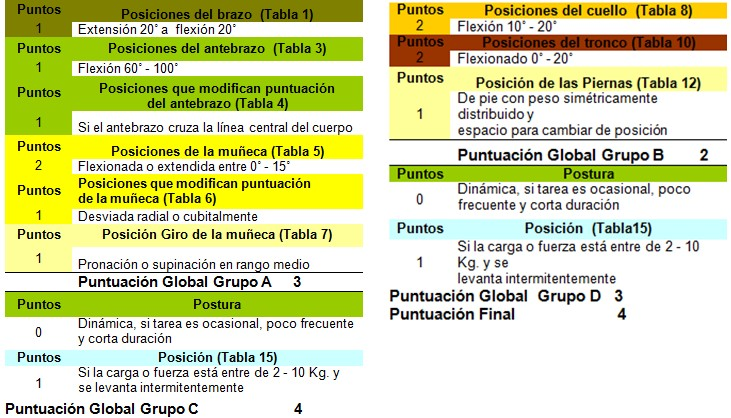 Puntos Posiciones del brazo (Tabla 1)
1 Extensión 20° a flexión 20°
Puntos Posiciones del antebrazo (Tabla 3)
1 Flexión 60° - 100°
Puntos Posiciones que modifican puntuación
del antebrazo (Tabla 4)
1 Si el antebrazo cruza la línea central del cuerpo
Puntos Posiciones de la muñeca (Tabla 5)
2 Flexionada o extendida entre 0° - 15°
Puntos Posiciones que modifican puntuación
de la muñeca (Tabla 6)
1 Desviada radial o cubitalmente
Puntos Posición Giro de la muñeca (Tabla 7)
1 Pronación o supinación en rango medio
Puntuación Global Grupo A 3
Puntos Postura
0 Dinámica, si tarea es ocasional, poco frecuente
y corta duración
Puntos Posición (Tabla 15)
1 Si la carga o fuerza está entre de 2 - 10 Kg. y
se levanta intermitentemente
Puntuación Global Grupo C 4
Puntos Posiciones del cuello (Tabla 8)
2 Flexión 10° - 20°
Puntos Posiciones del tronco (Tabla 10)
2 Flexionado 0° - 20°
Puntos Posición de las Piernas (Tabla 12)
1 De pie con peso simétricamente
distribuido y
espacio para cambiar de posición
Puntuación Global Grupo B 2
Puntos Postura
0 Dinámica, si tarea es ocasional, poco
frecuente y corta duración
Puntos Posición (Tabla15)
1 Si la carga o fuerza está entre de 2 - 10
Kg. y se
levanta intermitentemente
Puntuación Global Grupo D 3
Puntuación Final 4